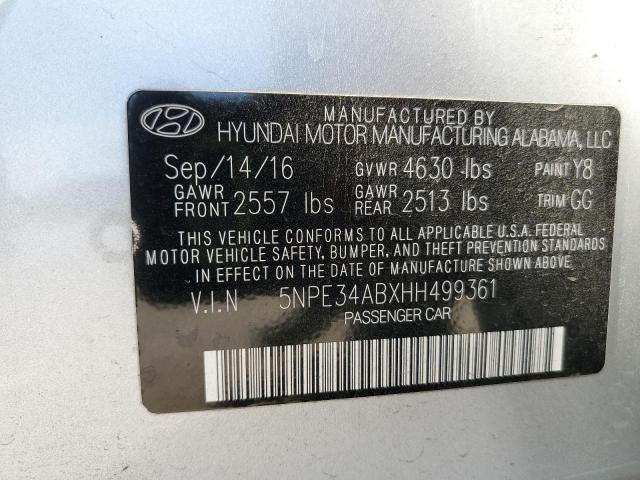 MANUFACTURED BY
HYUNDAI MOTOR MANUFACTURING ALABAMA, LLC
Sep/14/16 GVWR 4630 lbs PAINT Y8
GAWR FRONT 2557 lbs GAWR REAR 2513 lbs TRIM GG
THIS VEHICLE CONFORMS TO ALL APPLICABLE U.S.A. FEDERAL
MOTOR VEHICLE SAFETY, BUMPER, AND THEFT PREVENTION STANDARDS
IN EFFECT ON THE DATE OF MANUFACTURE SHOWN ABOVE.
V.I.N 5NPE34ABXHH499361
PASSENGER CAR